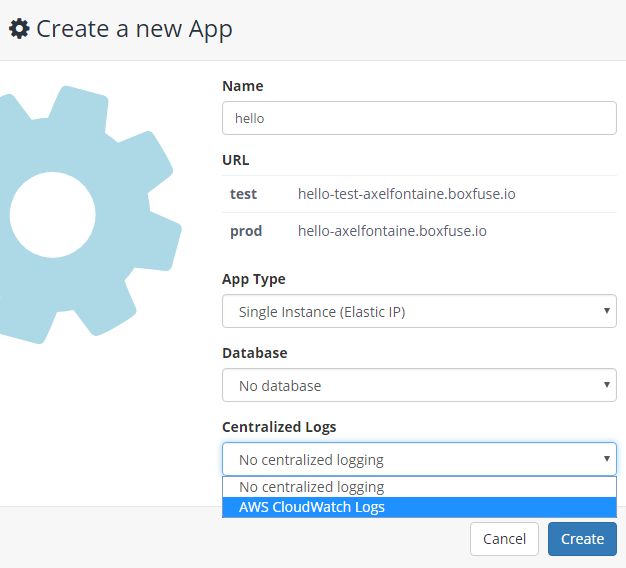 Create a new App
Name
hello
URL
test hello-test-axelfontaine.boxfuse.io
prod hello-axelfontaine.boxfuse.io
App Type
Single Instance (Elastic IP)
Database
No database
Centralized Logs
No centralized logging
No centralized logging
AWS CloudWatch Logs
Cancel Create